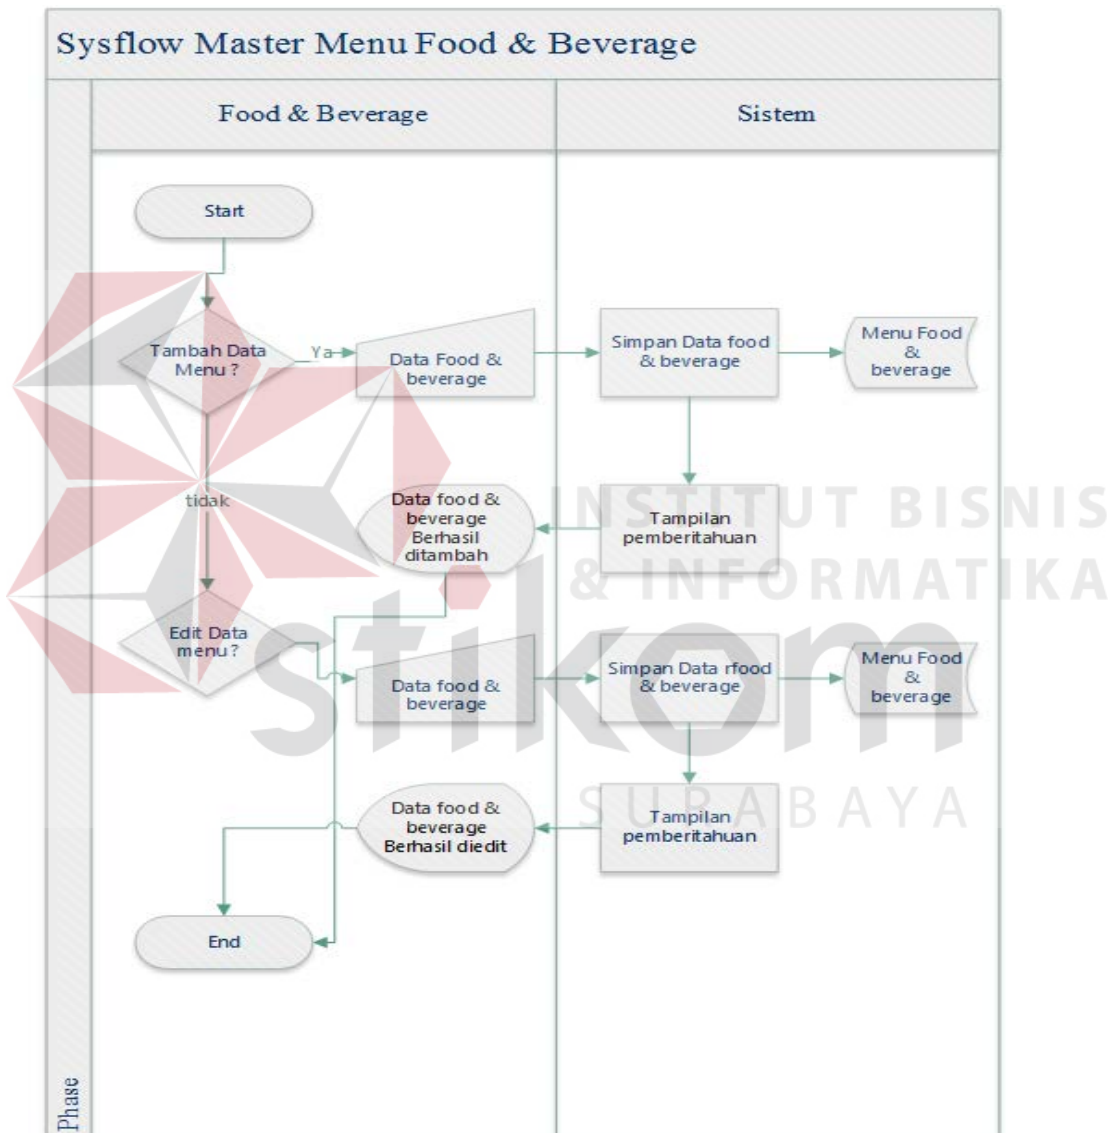 Sysflow Master Menu Food & Beverage
Food & Beverage
Sistem
Start
Tambah Data
Menu ?
Ya
Data Food &
beverage
Simpan Data food
& beverage
Menu Food
&
beverage
tidak
Data food &
beverage
Berhasil
ditambah
Tampilan
pemberitahuan
INSTITUT BISNIS
& INFORMATIKA
stikom
SURABAYA
Edit Data
menu ?
Data food &
beverage
Simpan Data rfood
& beverage
Menu Food
&
beverage
Data food &
beverage
Berhasil diedit
Tampilan
pemberitahuan
End
Phase